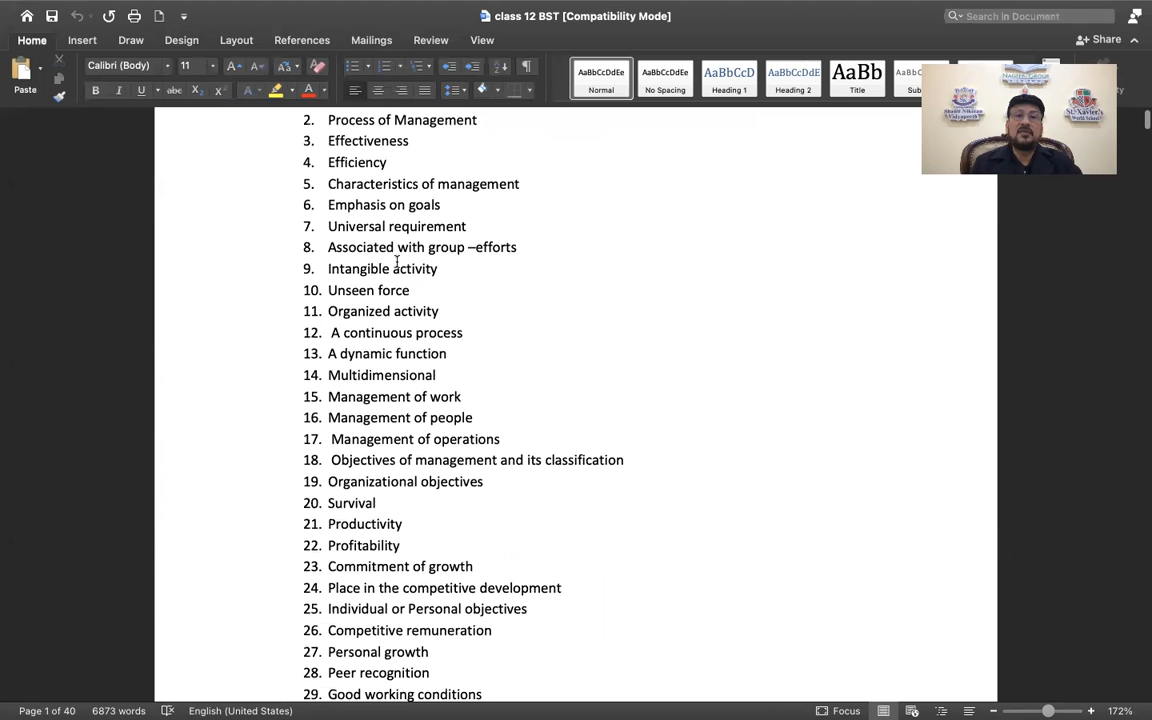 class 12 BST [Compatibility Mode]
Search in Document
Home Insert Draw Design Layout References Mailings Review View Share
Paste
Calibri (Body) 11
AaBbCcDdEe AaBbCcDdEe AaBbCcD AaBbCcDdE AaBb
Normal No Spacing Heading 1 Heading 2 Title
2. Process of Management
3. Effectiveness
4. Efficiency
5. Characteristics of management
6. Emphasis on goals
7. Universal requirement
8. Associated with group –efforts
9. Intangible activity
10. Unseen force
11. Organized activity
12. A continuous process
13. A dynamic function
14. Multidimensional
15. Management of work
16. Management of people
17. Management of operations
18. Objectives of management and its classification
19. Organizational objectives
20. Survival
21. Productivity
22. Profitability
23. Commitment of growth
24. Place in the competitive development
25. Individual or Personal objectives
26. Competitive remuneration
27. Personal growth
28. Peer recognition
29. Good working conditions
Page 1 of 40 6873 words English (United States) Focus 172%